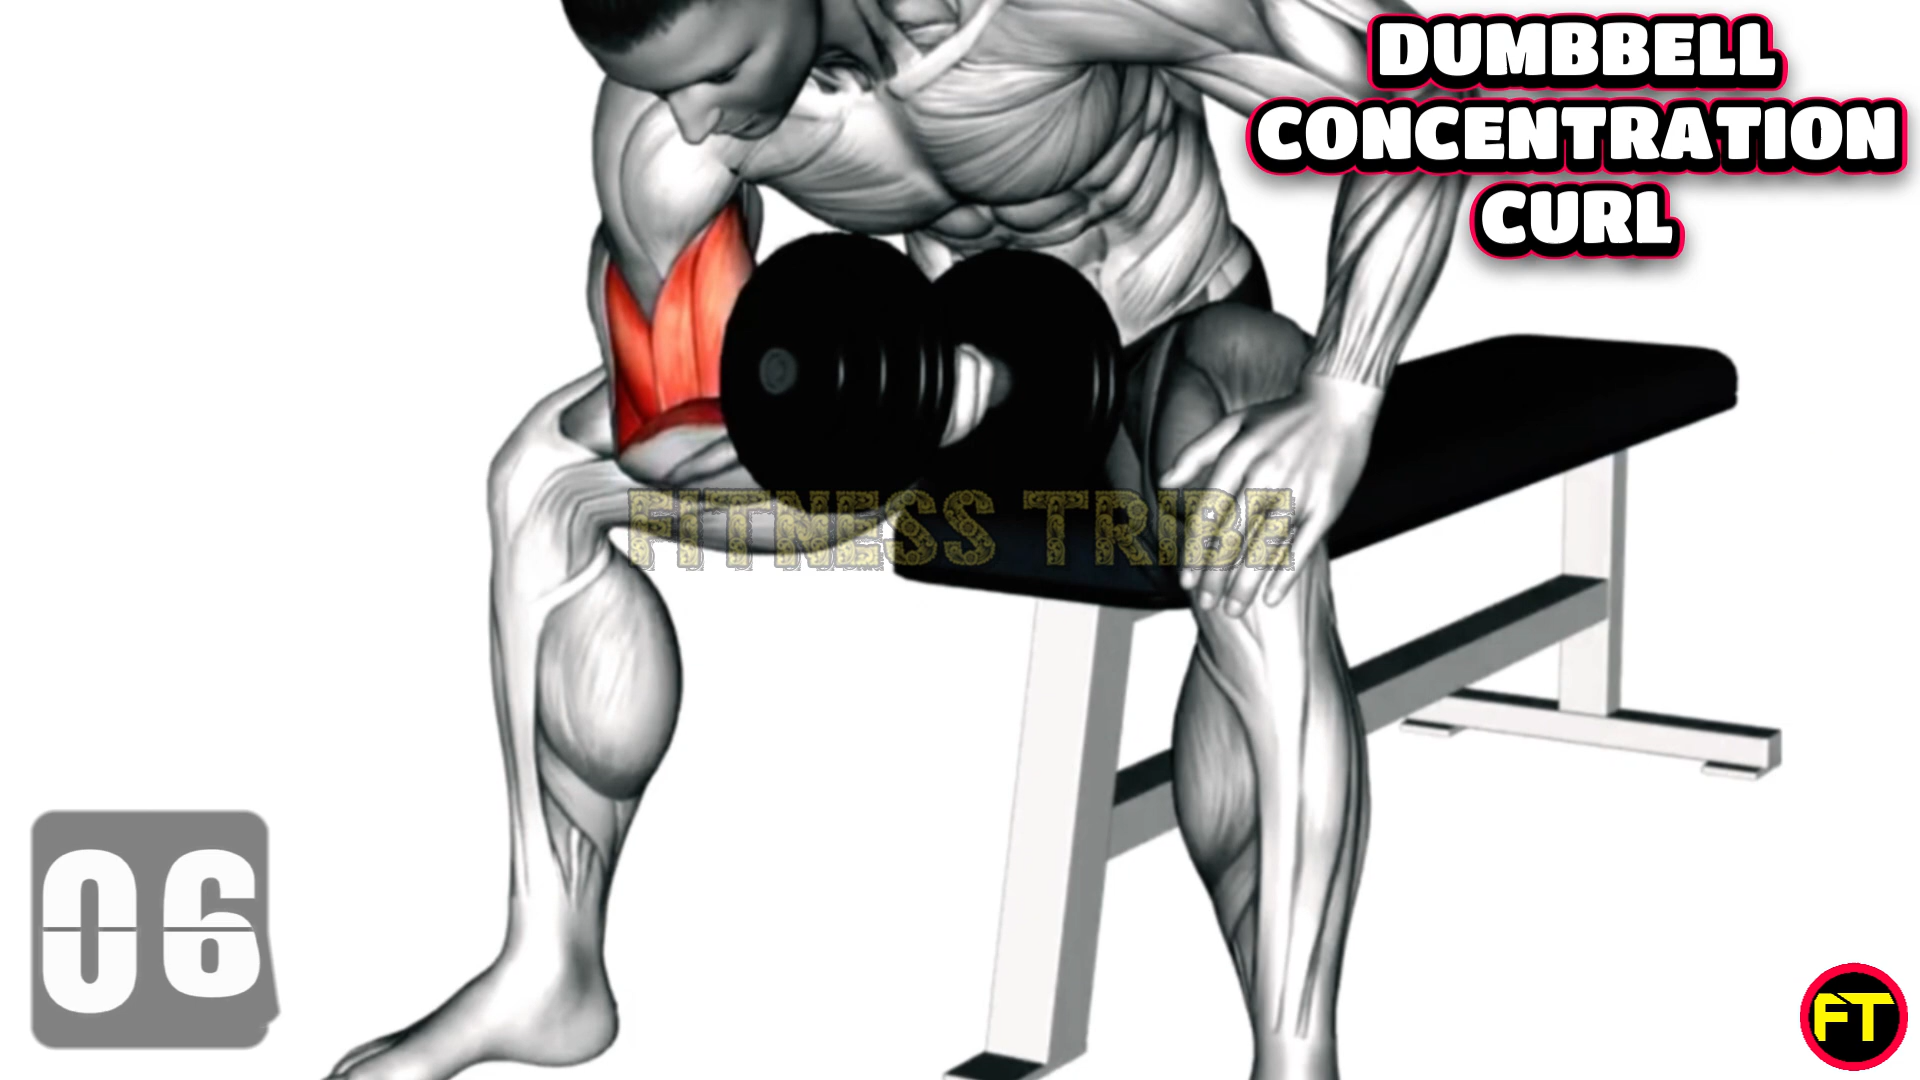 DUMBBELL
CONCENTRATION
CURL
FITNESS TRIBE
06
FT